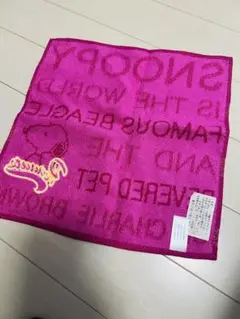 SNOOPY
IS THE WORLD
FAMOUS BEAGLE
AND THE
REVERED PET
CHARLIE BROWN
Peanuts